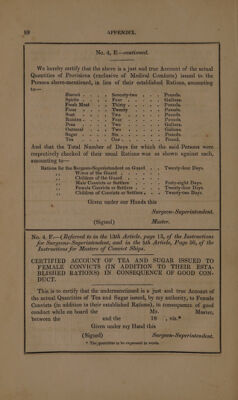 88 APPENDIX.
No. 4, E—continued.
We hereby certify that the above is a just and true Account of the actual
Quantities of Provisions (exclusive of Medical Comforts) issued to the
Persons above-mentioned, in lieu of their established Rations, amounting
to—
Biscuit . . . Seventy-two . . Pounds.
Spirits . . . Four . . . Gallons.
Fresh Meat . . . Thirty . . . Pounds.
Flour . . . Twenty . . . Pounds.
Suet . . . Two . . . Pounds.
Raisins . . . Four . . . Pounds.
Peas . . . Two . . . Gallons.
Oatmeal . . . Two . . . Gallons.
Sugar . . . Six . . . Pounds.
Tea . . . One . . . Pound.
And that the Total Number of Days for which the said Persons were
respectively checked of their usual Rations was as shown against each,
amounting to—
Rations for the Surgeon-Superintendent on Guard . . Twenty-four Days.
,, Wives of the Guard
,, Children of the Guard
,, Male Convicts or Settlers . . Forty-eight Days.
,, Female Convicts or Settlers . . Twenty-four Days.
,, Children of Convicts or Settlers . . Twenty-two Days.
Given under our Hands this
Surgeon-Superintendent.
(Signed) Master.
No. 4, F.—(Referred to in the 13th Article, page 13, of the Instructions
for Surgeon-Superintendent, and in the 5th Article, Page 50, of the
Instructions for Masters of Convict Ships.
CERTIFIED ACCOUNT OF TEA AND SUGAR ISSUED TO
FEMALE CONVICTS (IN ADDITION TO THEIR ESTA-
BLISHED RATIONS) IN CONSEQUENCE OF GOOD CON-
DUCT.
This is to certify that the undermentioned is a just and true Account of
the actual Quantities of Tea and Sugar issued, by my authority, to Female
Convicts (in addition to their established Rations), in consequence of good
conduct while on board the Mr. Master,
between the and the 18 , viz.*
Given under my Hand this
(Signed) Surgeon-Superintendent.
* The quantities to be expressed in words.